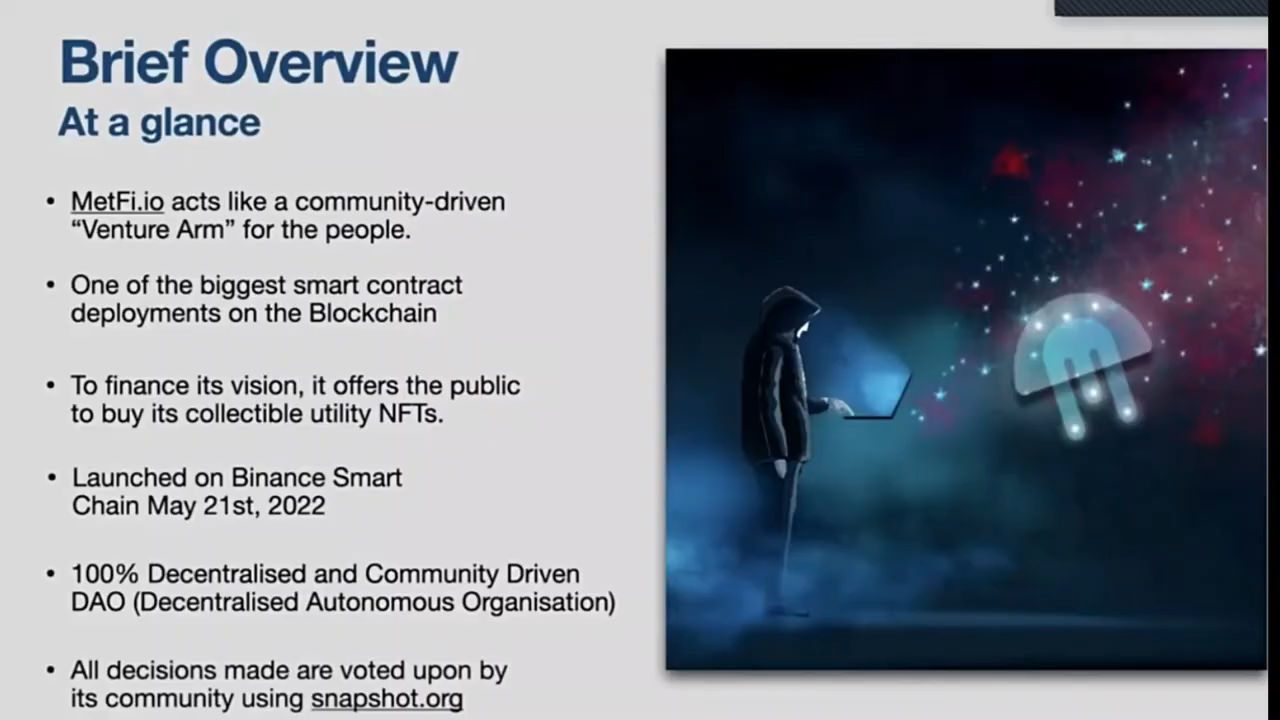 Brief Overview
At a glance
• MetFi.io acts like a community-driven
“Venture Arm” for the people.
• One of the biggest smart contract
deployments on the Blockchain
• To finance its vision, it offers the public
to buy its collectible utility NFTs.
• Launched on Binance Smart
Chain May 21st, 2022
• 100% Decentralised and Community Driven
DAO (Decentralised Autonomous Organisation)
• All decisions made are voted upon by
its community using snapshot.org